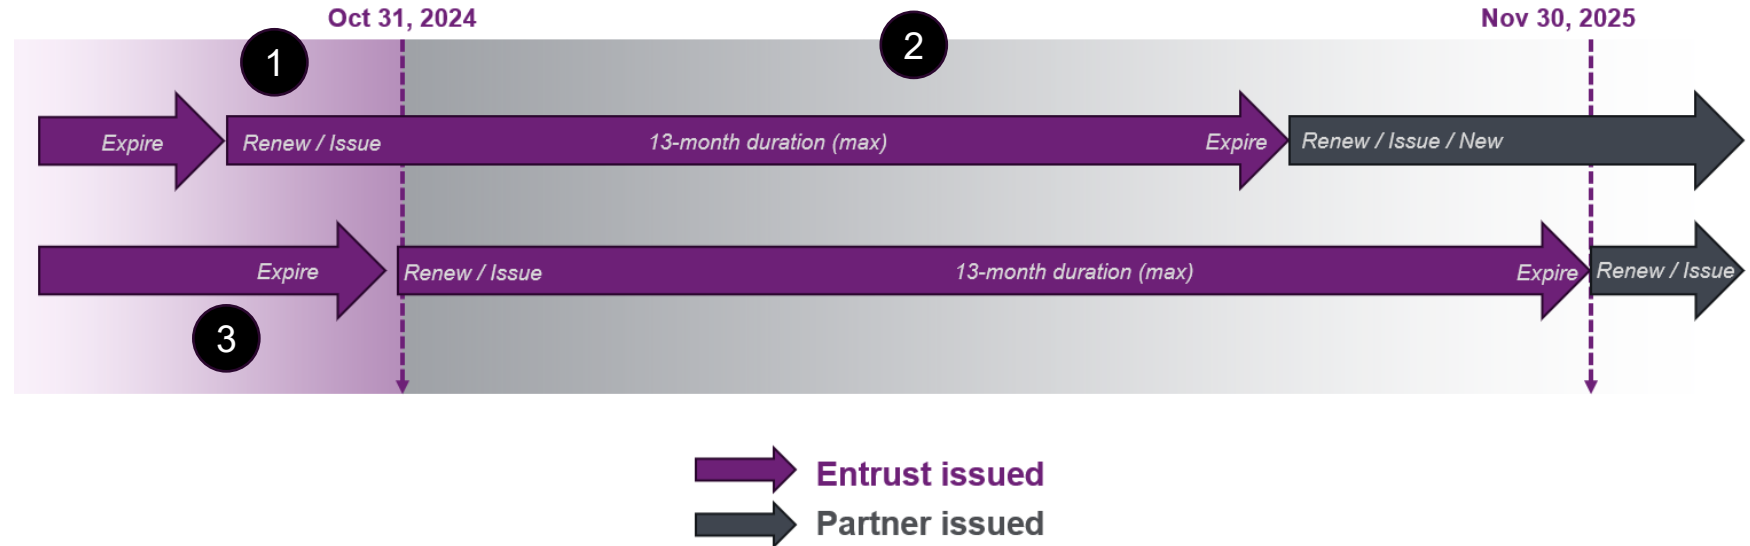 Oct 31, 2024
Nov 30, 2025
1
2
Expire
Renew / Issue
13-month duration (max)
Expire
Renew / Issue / New
Expire
Renew / Issue
13-month duration (max)
Expire
Renew / Issue
3
Entrust issued
Partner issued